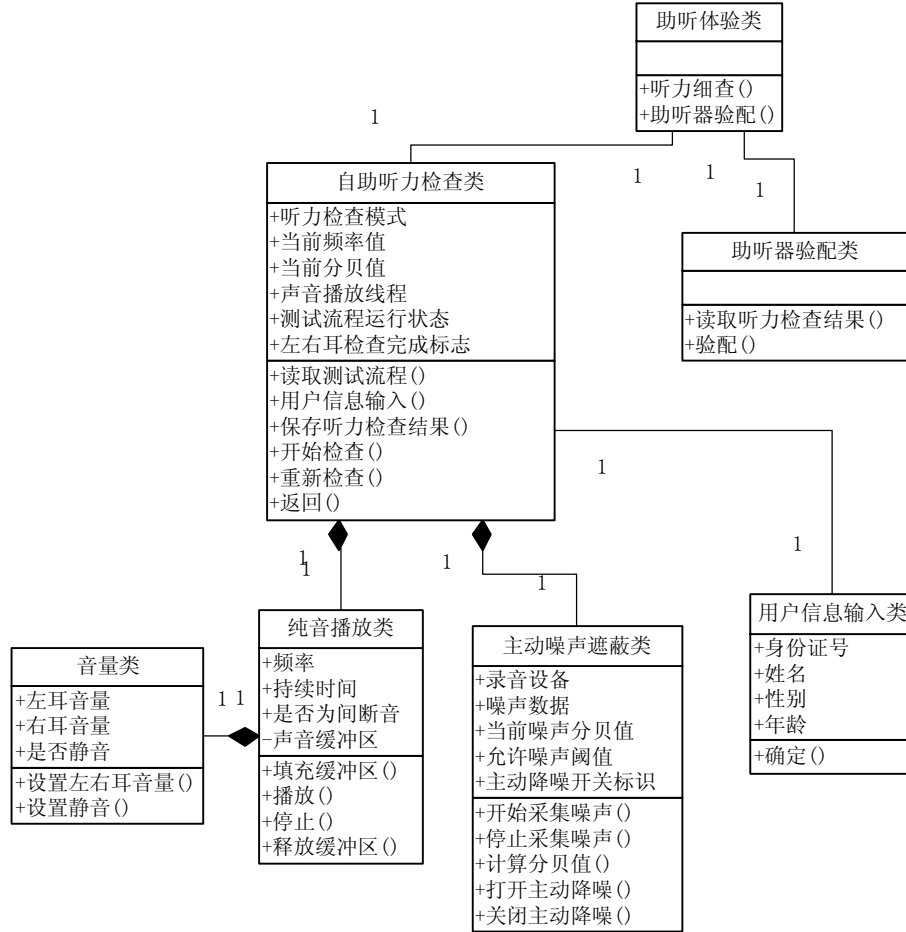 助听体验类
+听力细查()
+助听器验配()
1
1
1
1
自助听力检查类
+听力检查模式
+当前频率值
+当前分贝值
+声音播放线程
+测试流程运行状态
+左右耳检查完成标志
+读取测试流程()
+用户信息输入()
+保存听力检查结果()
+开始检查()
+重新检查()
+返回()
助听器验配类
+读取听力检查结果()
+验配()
1
1
1
1
1
1
用户信息输入类
+身份证号
+姓名
+性别
+年龄
+确定()
纯音播放类
+频率
+持续时间
+是否为间断音
-声音缓冲区
+填充缓冲区()
+播放()
+停止()
+释放缓冲区()
主动噪声遮蔽类
+录音设备
+噪声数据
+当前噪声分贝值
+允许噪声阈值
+主动降噪开关标识
+开始采集噪声()
+停止采集噪声()
+计算分贝值()
+打开主动降噪()
+关闭主动降噪()
音量类
+左耳音量
+右耳音量
+是否静音
+设置左右耳音量()
+设置静音()
1 1